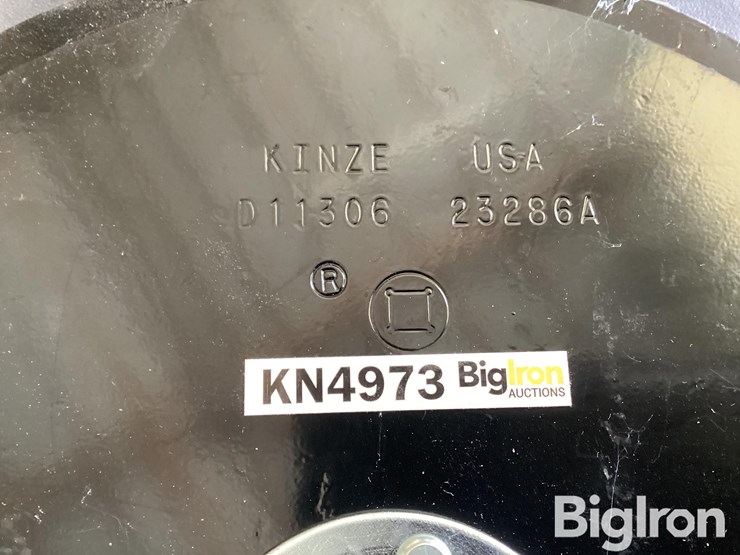 KINZE USA
D11306 23286A
®
KN4973 BigIron
AUCTIONS
BigIron